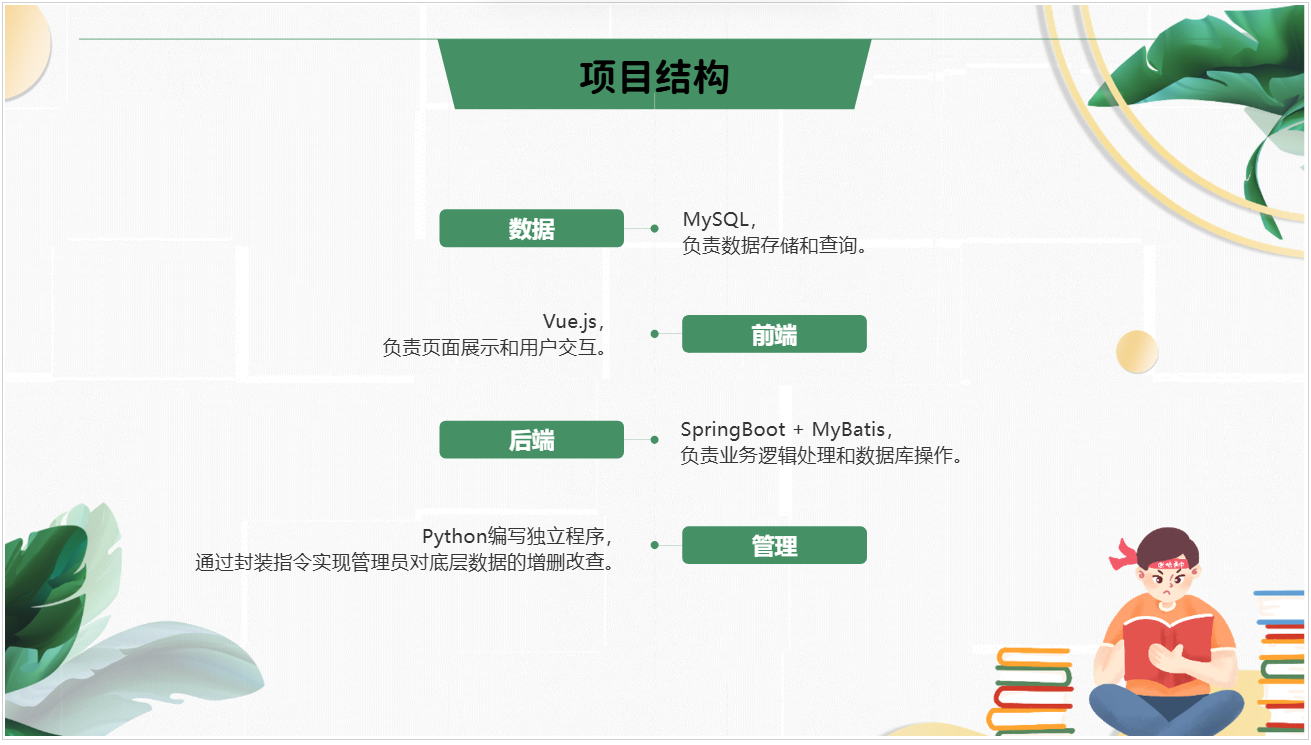 项目结构
数据
MySQL，
负责数据存储和查询。
Vue.js，
负责页面展示和用户交互。
前端
后端
SpringBoot + MyBatis，
负责业务逻辑处理和数据库操作。
Python编写独立程序，
通过封装指令实现管理员对底层数据的增删改查。
管理